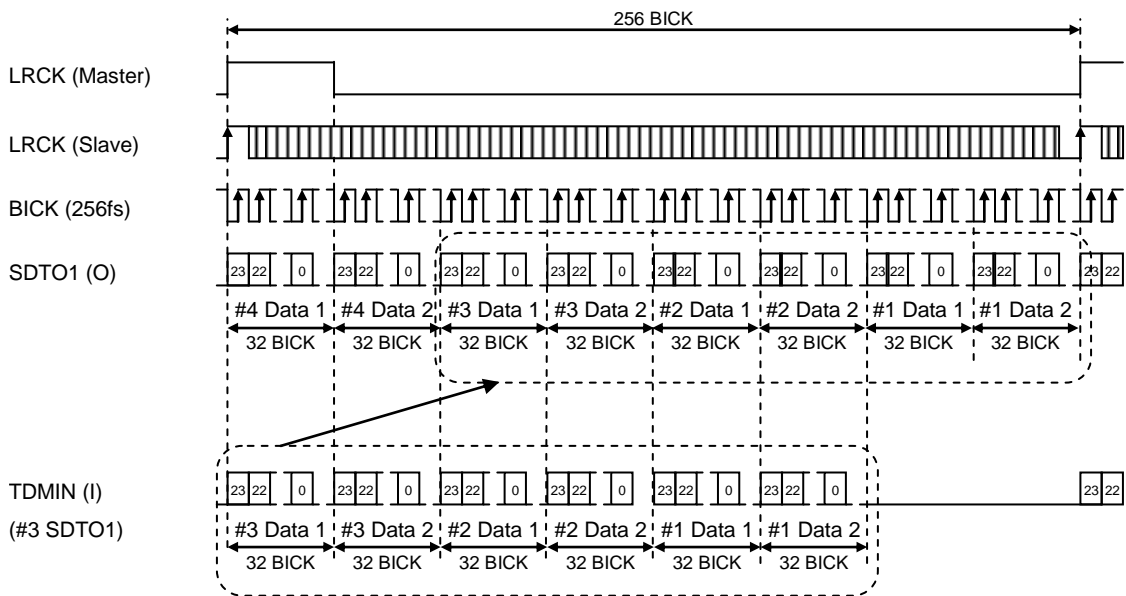 256 BICK
LRCK (Master)
LRCK (Slave)
BICK (256fs)
SDTO1 (O)
23 22 0 23 22 0 23 22 0 23 22 0 23 22 0 23 22 0 23 22 0 23 22 0 23 22
#4 Data 1 #4 Data 2 #3 Data 1 #3 Data 2 #2 Data 1 #2 Data 2 #1 Data 1 #1 Data 2
32 BICK 32 BICK 32 BICK 32 BICK 32 BICK 32 BICK 32 BICK 32 BICK
TDMIN (I)
23 22 0 23 22 0 23 22 0 23 22 0 23 22 0 23 22 0 23 22
(#3 SDTO1)
#3 Data 1 #3 Data 2 #2 Data 1 #2 Data 2 #1 Data 1 #1 Data 2
32 BICK 32 BICK 32 BICK 32 BICK 32 BICK 32 BICK